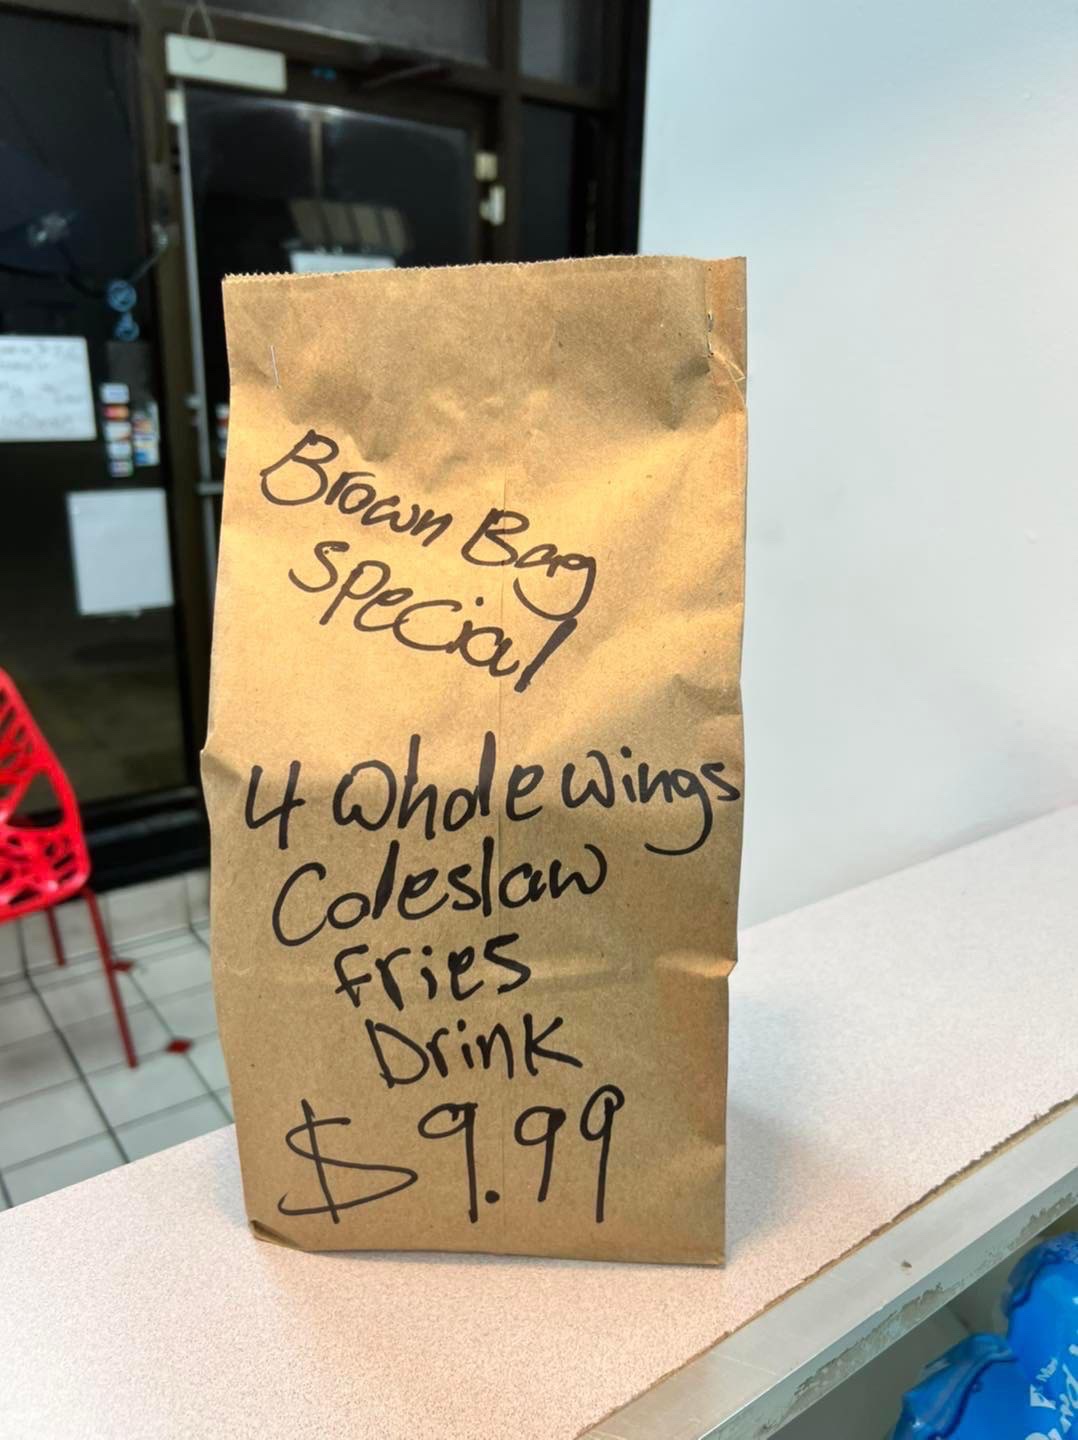 Brown Bag
Special
4 whole wings
Coleslaw
fries
Drink
$9.99